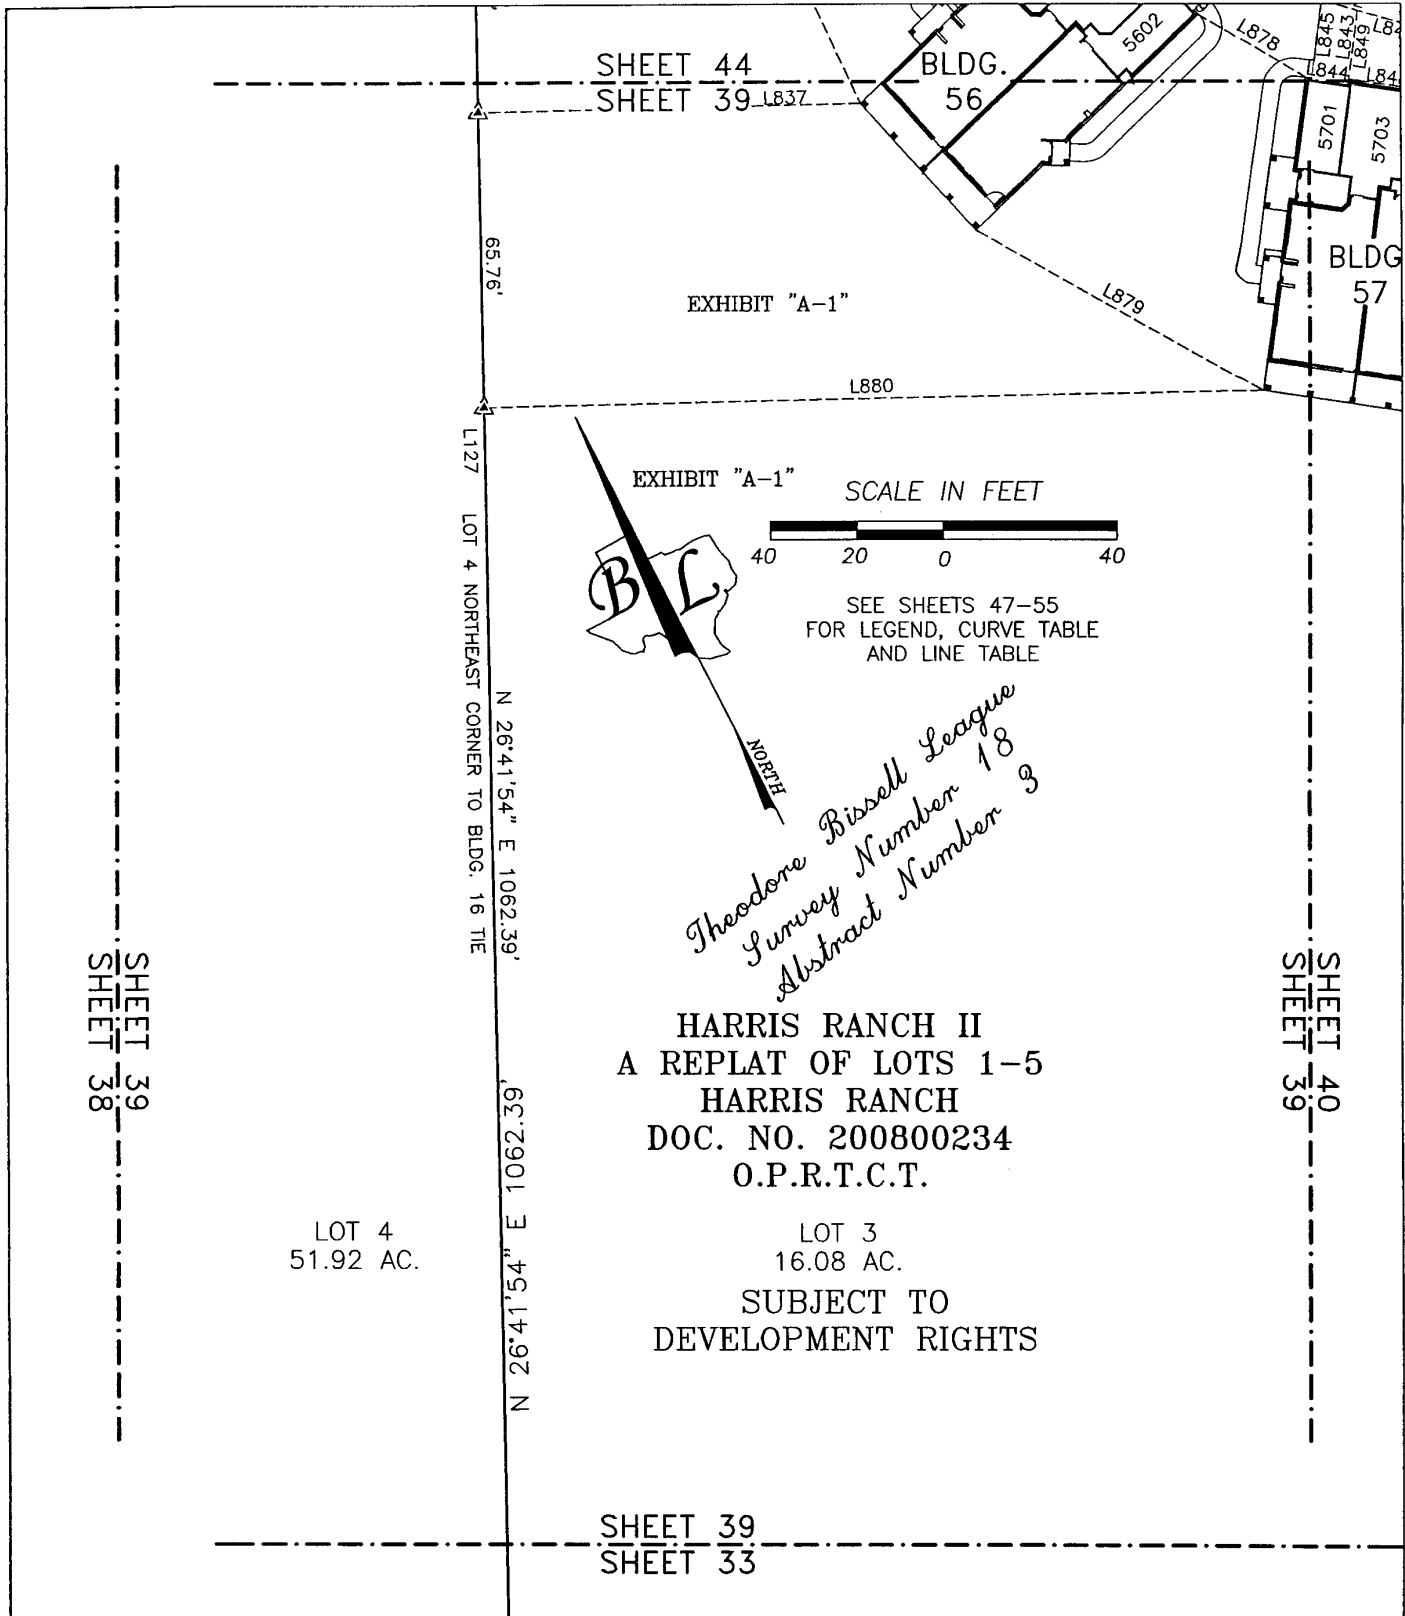 SHEET 44
SHEET 39
L837
BLDG.
56
5602
L878
L845
L843
L849
L844
5701
5703
BLDG
57
65.76'
EXHIBIT "A-1"
L879
L880
L127
LOT 4 NORTHEAST CORNER TO BLDG. 16 TIE
EXHIBIT "A-1"
SCALE IN FEET
40 20 0 40
B L
SEE SHEETS 47-55
FOR LEGEND, CURVE TABLE
AND LINE TABLE
NORTH
N 26°41'54" E 1062.39'
Theodore Bissell League
Survey Number 18
Abstract Number 3
SHEET 39
SHEET 38
SHEET 40
SHEET 39
HARRIS RANCH II
A REPLAT OF LOTS 1-5
HARRIS RANCH
DOC. NO. 200800234
O.P.R.T.C.T.
N 26°41'54" E 1062.39'
LOT 4
51.92 AC.
LOT 3
16.08 AC.
SUBJECT TO
DEVELOPMENT RIGHTS
SHEET 39
SHEET 33